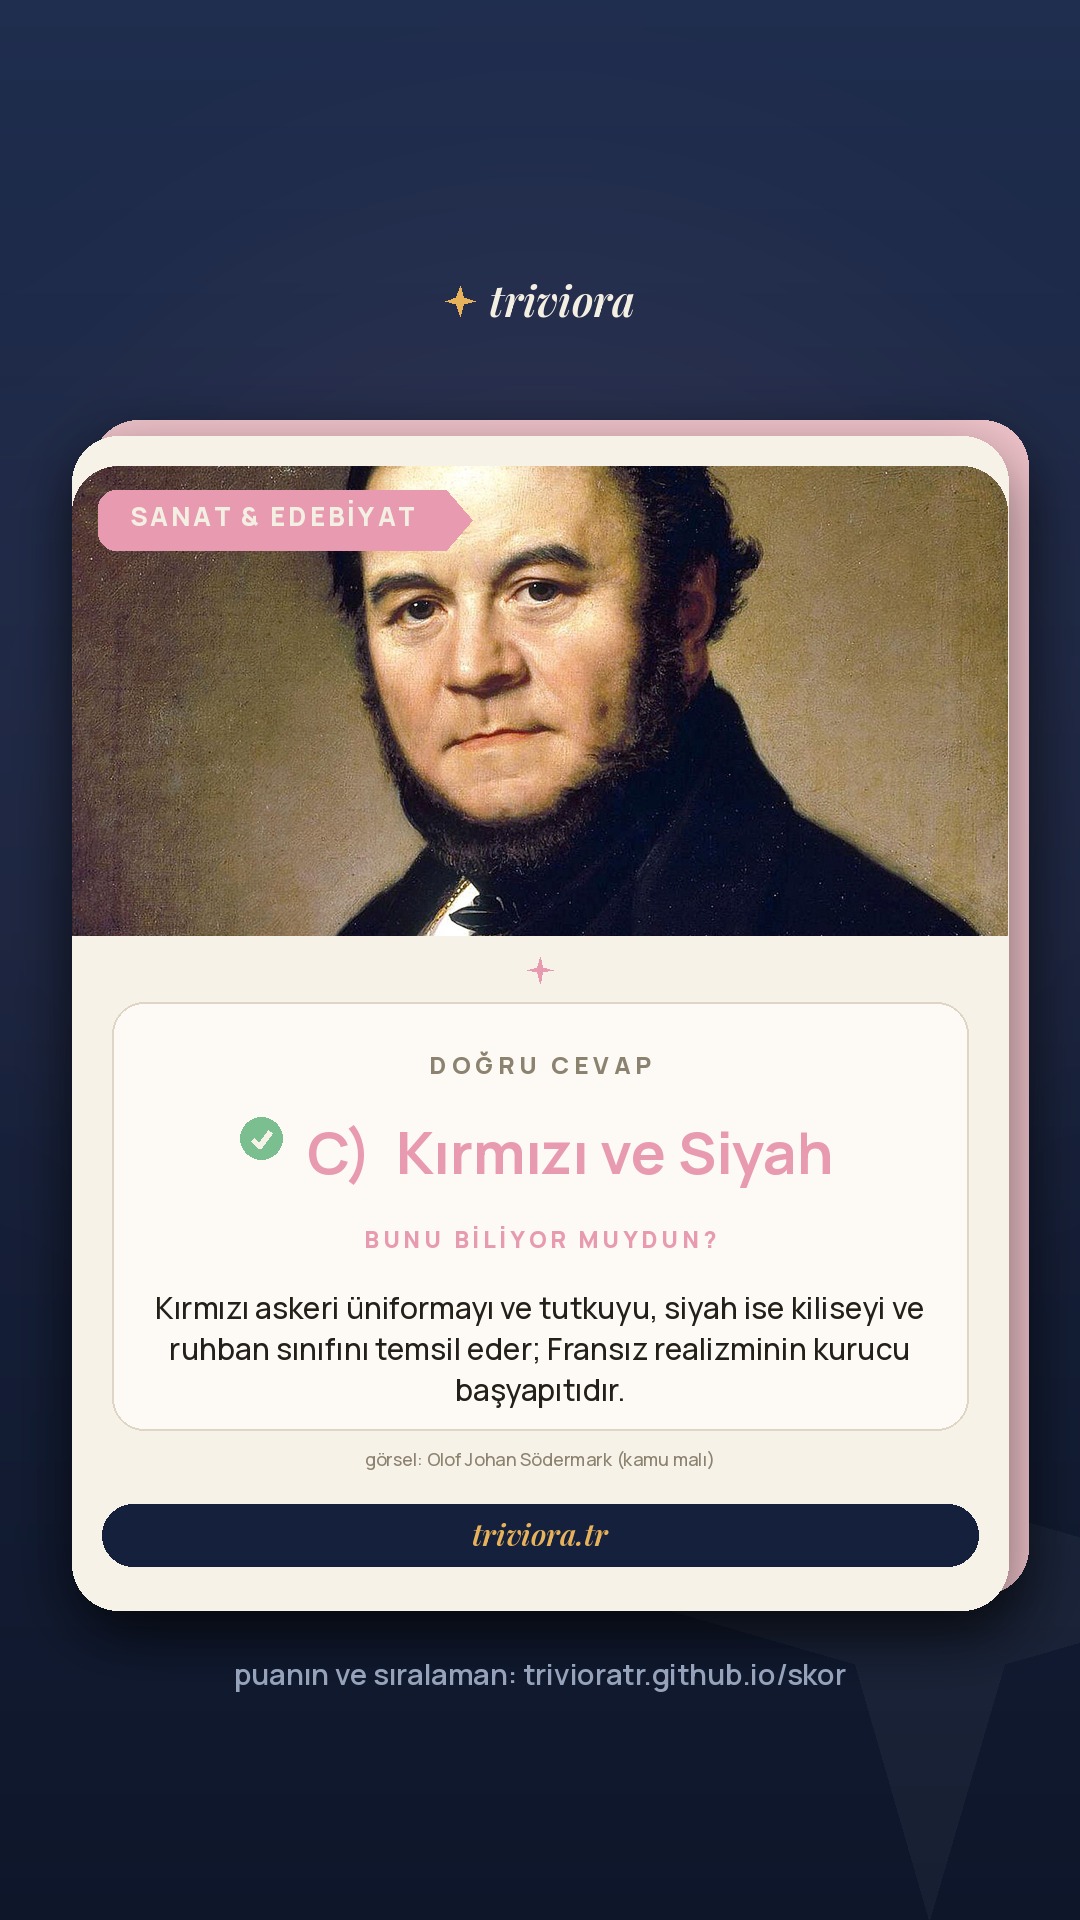 triviora
SANAT & EDEBİYAT
DOĞRU CEVAP
C) Kırmızı ve Siyah
BUNU BİLİYOR MUYDUN?
Kırmızı askeri üniformayı ve tutkuyu, siyah ise kiliseyi ve
ruhban sınıfını temsil eder; Fransız realizminin kurucu
başyapıtıdır.
görsel: Olof Johan Södermark (kamu malı)
triviora.tr
puanın ve sıralaman: trivioratr.github.io/skor